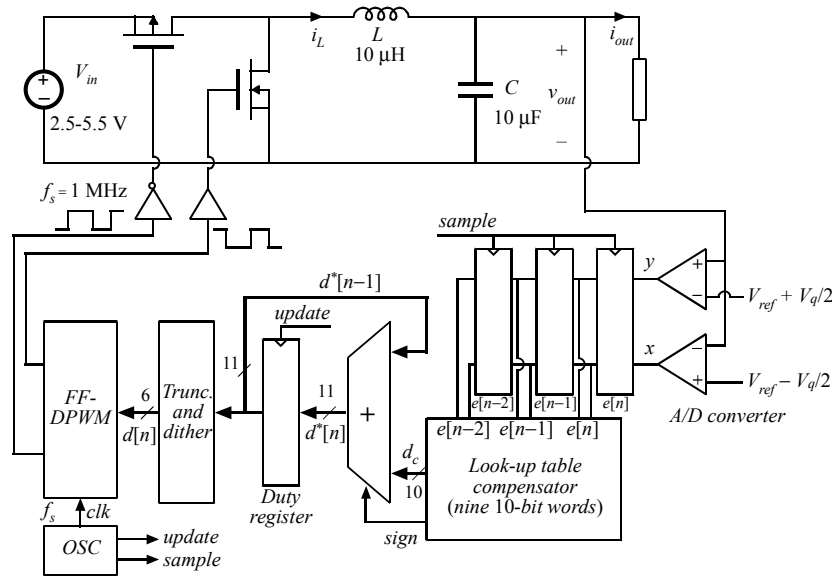 i_L
L
10 µH
i_out
V_in
2.5-5.5 V
C
10 µF
+
v_out
−
f_s = 1 MHz
sample
d*[n−1]
update
y
+
−
V_ref + V_q/2
x
−
+
V_ref − V_q/2
A/D converter
11
6
11
FF-
DPWM
d[n]
Trunc.
and
dither
d*[n]
+
e[n-2]
e[n-1]
e[n]
e[n-2]
e[n-1]
e[n]
d_c
10
Look-up table
compensator
(nine 10-bit words)
Duty
register
sign
f_s
clk
OSC
update
sample